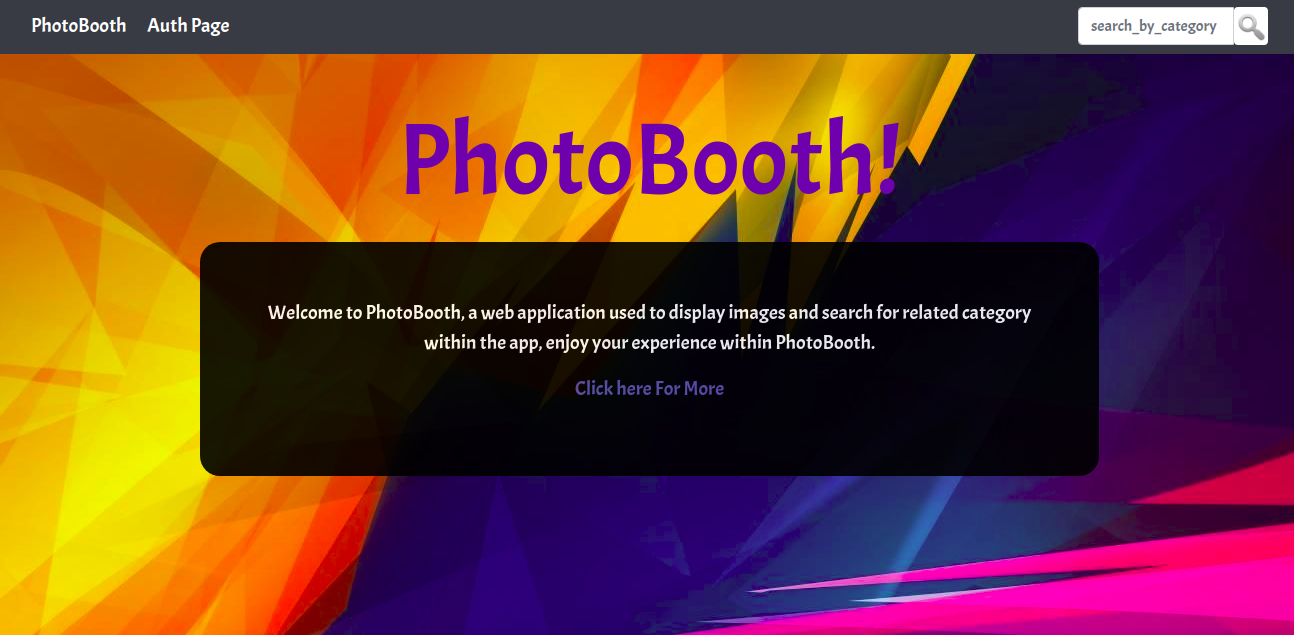 PhotoBooth Auth Page search_by_category
PhotoBooth!
Welcome to PhotoBooth, a web application used to display images and search for related category
within the app, enjoy your experience within PhotoBooth.
Click here For More